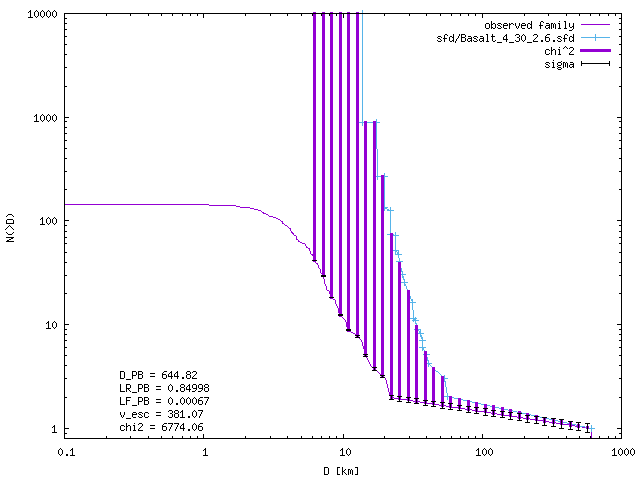 10000
1000
100
10
1
N(>D)
observed family
sfd/Basalt_4_30_2.6.sfd
chi^2
sigma
D_PB = 644.82
LR_PB = 0.84998
LF_PB = 0.00067
v_esc = 381.07
chi2 = 6774.06
0.1 1 10 100 1000
D [km]